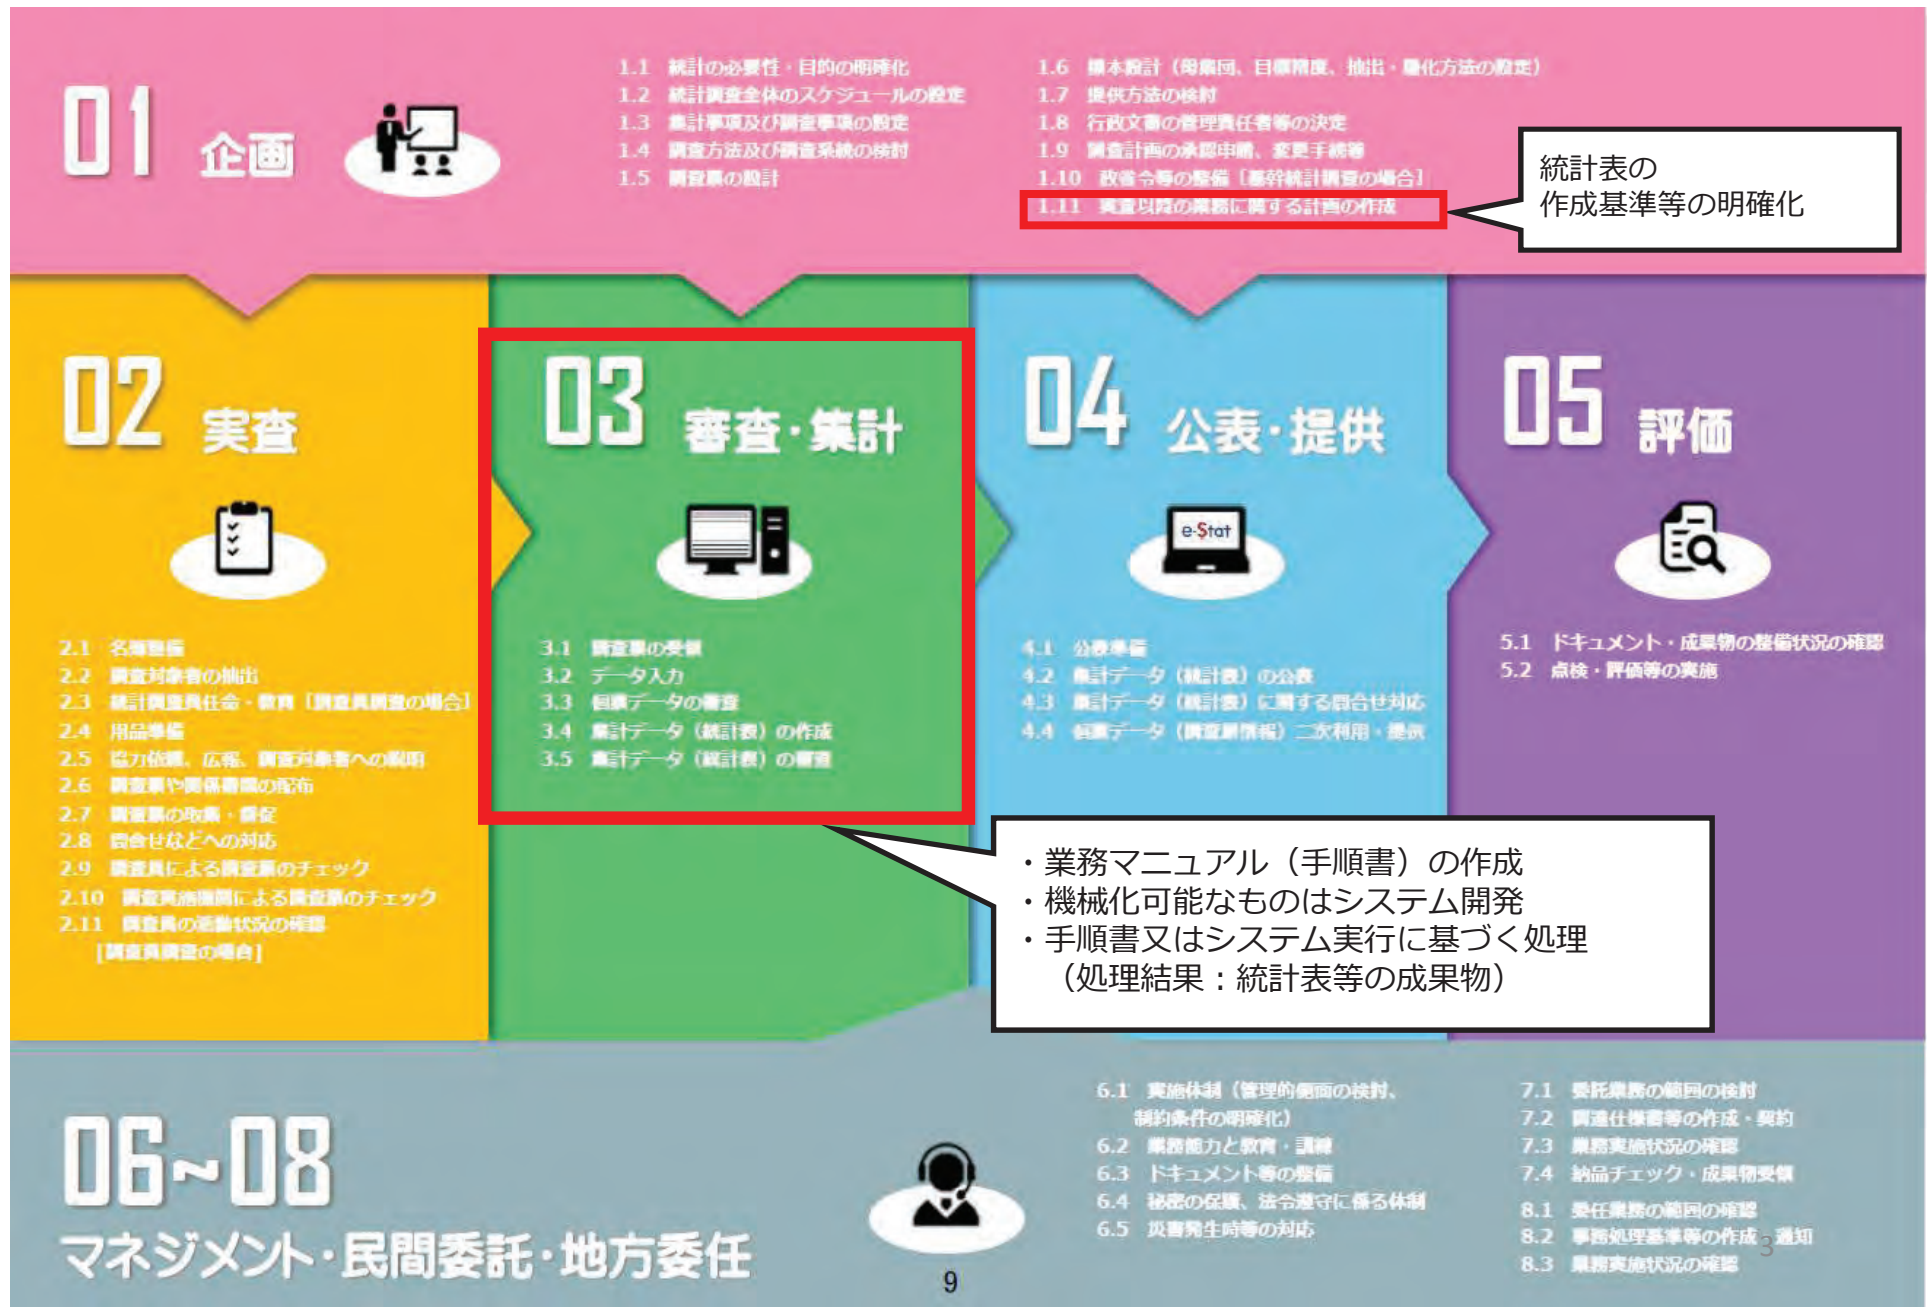 01 企画
1.1 統計の必要性・目的の明確化
1.2 統計調査全体のスケジュールの設定
1.3 集計事項及び調査事項の設定
1.4 調査方法及び調査系統の検討
1.5 調査票の設計
1.6 標本設計（母集団、目標精度、抽出・層化方法の設定）
1.7 提供方法の検討
1.8 行政文書の管理責任者等の決定
1.9 調査計画の承認申請、変更手続等
1.10 政省令等の整備［基幹統計調査の場合］
1.11 実査以降の業務に関する計画の作成
統計表の
作成基準等の明確化
02 実査
2.1 名簿整備
2.2 調査対象者の抽出
2.3 統計調査員任命・教育［調査員調査の場合］
2.4 用品準備
2.5 協力依頼、広報、調査対象者への説明
2.6 調査票や関係書類の配布
2.7 調査票の収集・督促
2.8 問合せなどへの対応
2.9 調査員による調査票のチェック
2.10 調査実施機関による調査票のチェック
2.11 調査員の活動状況の確認
［調査員調査の場合］
03 審査・集計
3.1 調査票の受領
3.2 データ入力
3.3 個票データの審査
3.4 集計データ（統計表）の作成
3.5 集計データ（統計表）の審査
04 公表・提供
e-Stat
4.1 公表準備
4.2 集計データ（統計表）の公表
4.3 集計データ（統計表）に関する問合せ対応
4.4 個票データ（調査票情報）二次利用・提供
05 評価
5.1 ドキュメント・成果物の整備状況の確認
5.2 点検・評価等の実施
・業務マニュアル（手順書）の作成
・機械化可能なものはシステム開発
・手順書又はシステム実行に基づく処理
（処理結果：統計表等の成果物）
06~08
マネジメント・民間委託・地方委任
6.1 実施体制（管理的側面の検討、
制約条件の明確化）
6.2 業務能力と教育・訓練
6.3 ドキュメント等の整備
6.4 秘密の保護、法令遵守に係る体制
6.5 災害発生時等の対応
7.1 委託業務の範囲の検討
7.2 調達仕様書等の作成・契約
7.3 業務実施状況の確認
7.4 納品チェック・成果物受領
8.1 委任業務の範囲の確認
8.2 事務処理基準等の作成・通知
8.3 業務実施状況の確認
3
9